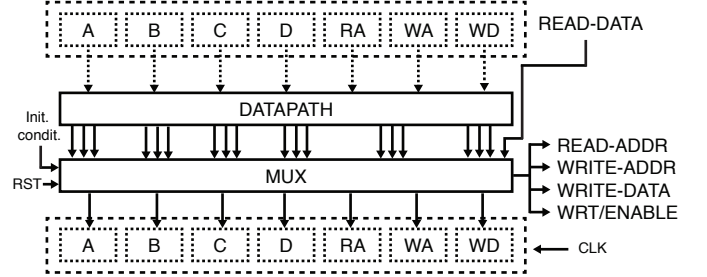 A B C D RA WA WD READ-DATA
DATAPATH
Init.
condit.
RST
MUX
READ-ADDR
WRITE-ADDR
WRITE-DATA
WRT/ENABLE
A B C D RA WA WD
CLK